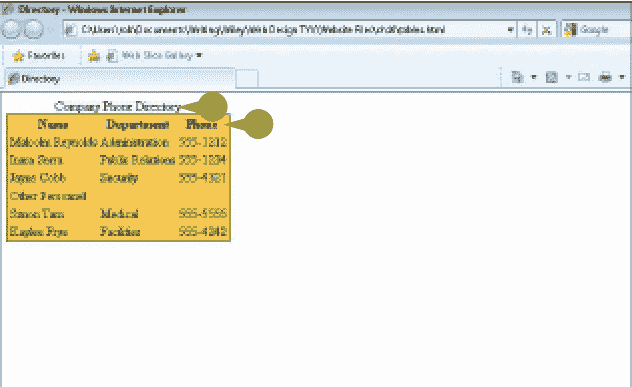 Directory - Windows Internet Explorer
Favorites Web Slice Gallery
Directory
Google
Company Phone Directory
Name Department Phone
Malcolm Reynolds Administration 555-1212
Inara Serra Public Relations 555-1234
Jayne Cobb Security 555-4321
Other Personnel
Simon Tam Medical 555-5555
Kaylee Frye Facilities 555-4242